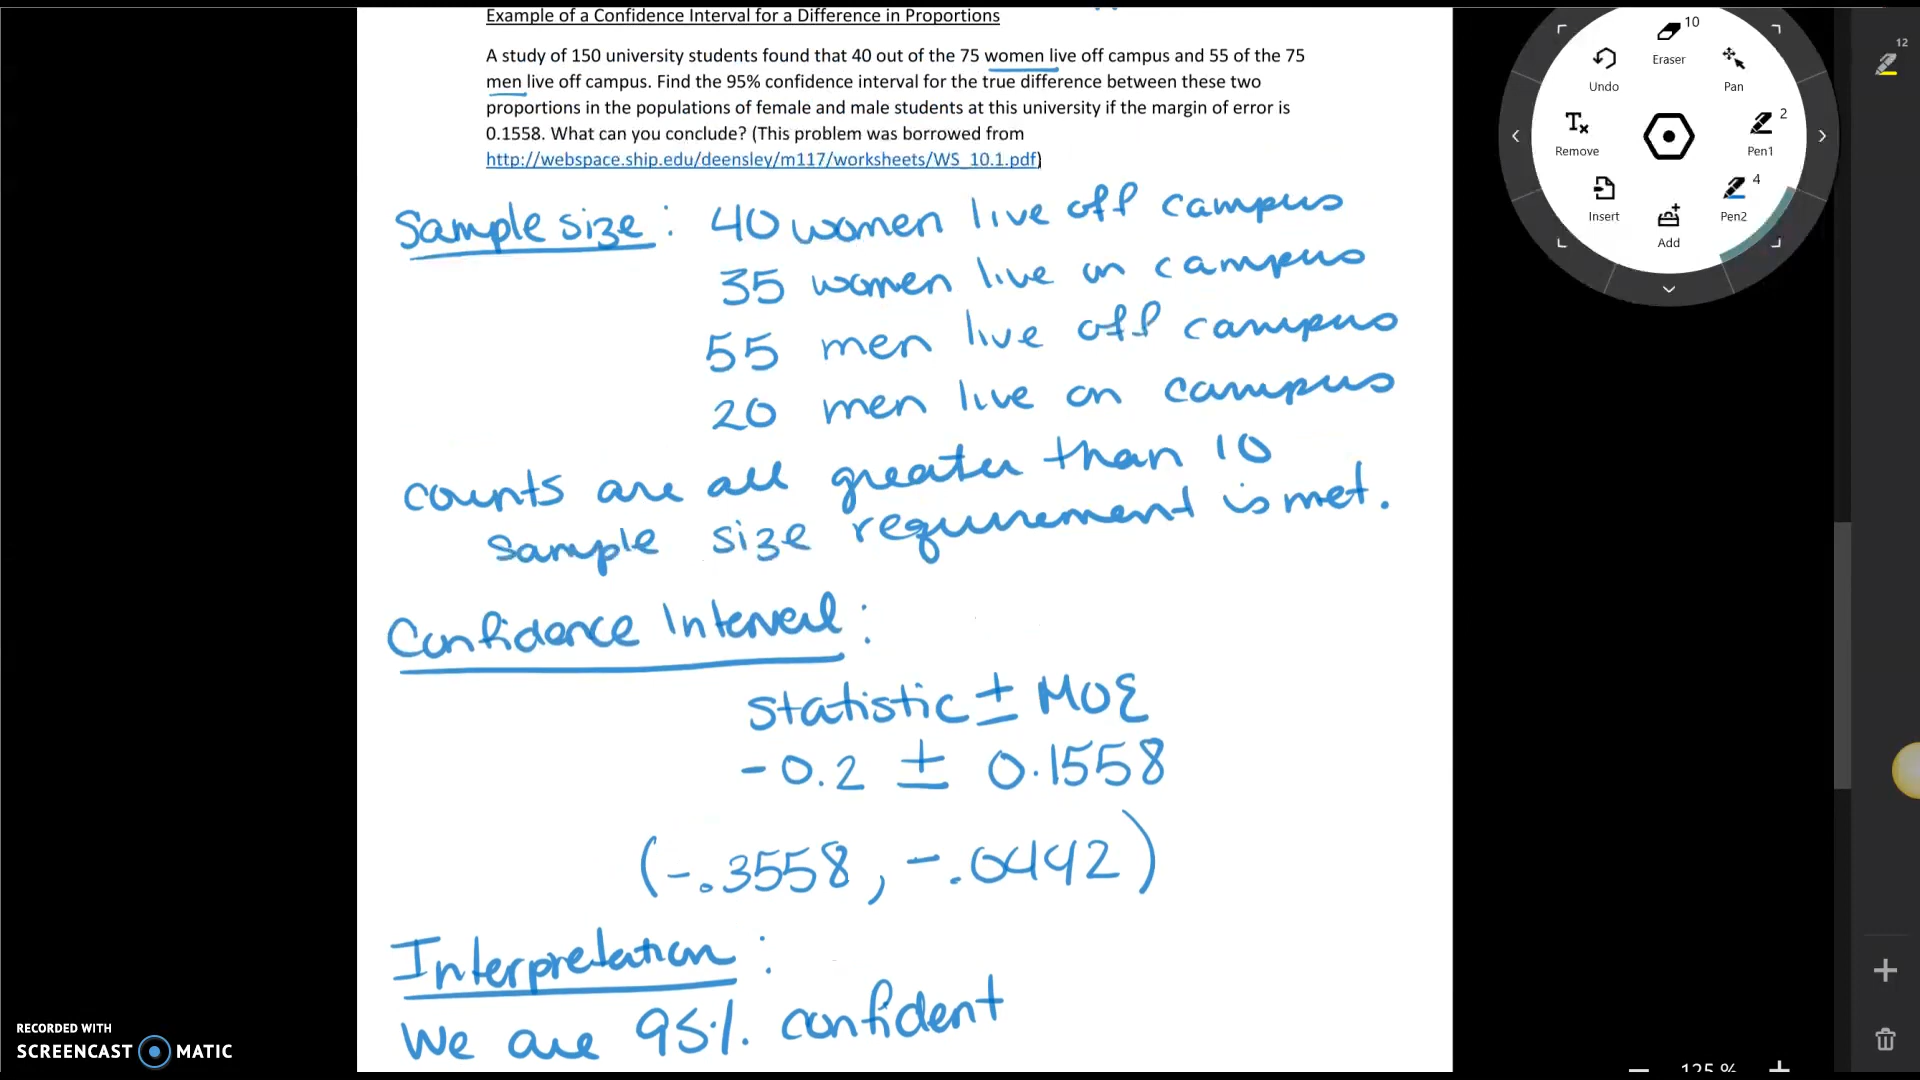 Example of a Confidence Interval for a Difference in Proportions
A study of 150 university students found that 40 out of the 75 women live off campus and 55 of the 75
men live off campus. Find the 95% confidence interval for the true difference between these two
proportions in the populations of female and male students at this university if the margin of error is
0.1558. What can you conclude? (This problem was borrowed from
http://webspace.ship.edu/deensley/m117/worksheets/WS_10.1.pdf)
Sample size: 40 women live off campus
35 women live on campus
55 men live off campus
20 men live on campus
counts are all greater than 10
sample size requirement is met.
Confidence Interval:
statistic ± MOE
-0.2 ± 0.1558
(-.3558, -.0442)
Interpretation:
We are 95% confident
10
Eraser
Undo
Pan
Remove
2
Pen1
Insert
4
Pen2
Add
12
RECORDED WITH
SCREENCAST MATIC
125 %